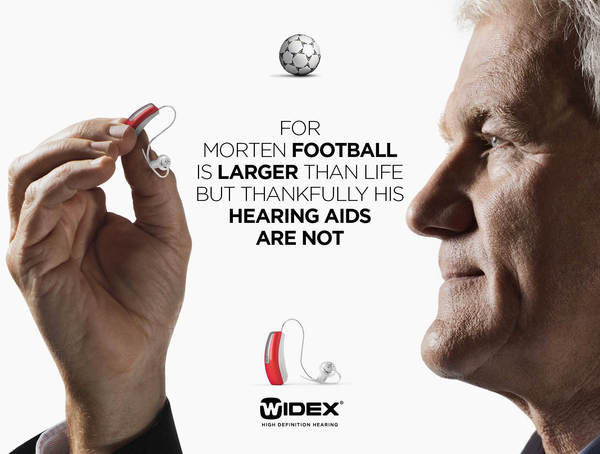 FOR
MORTEN FOOTBALL
IS LARGER THAN LIFE
BUT THANKFULLY HIS
HEARING AIDS
ARE NOT
WIDEX®
HIGH DEFINITION HEARING